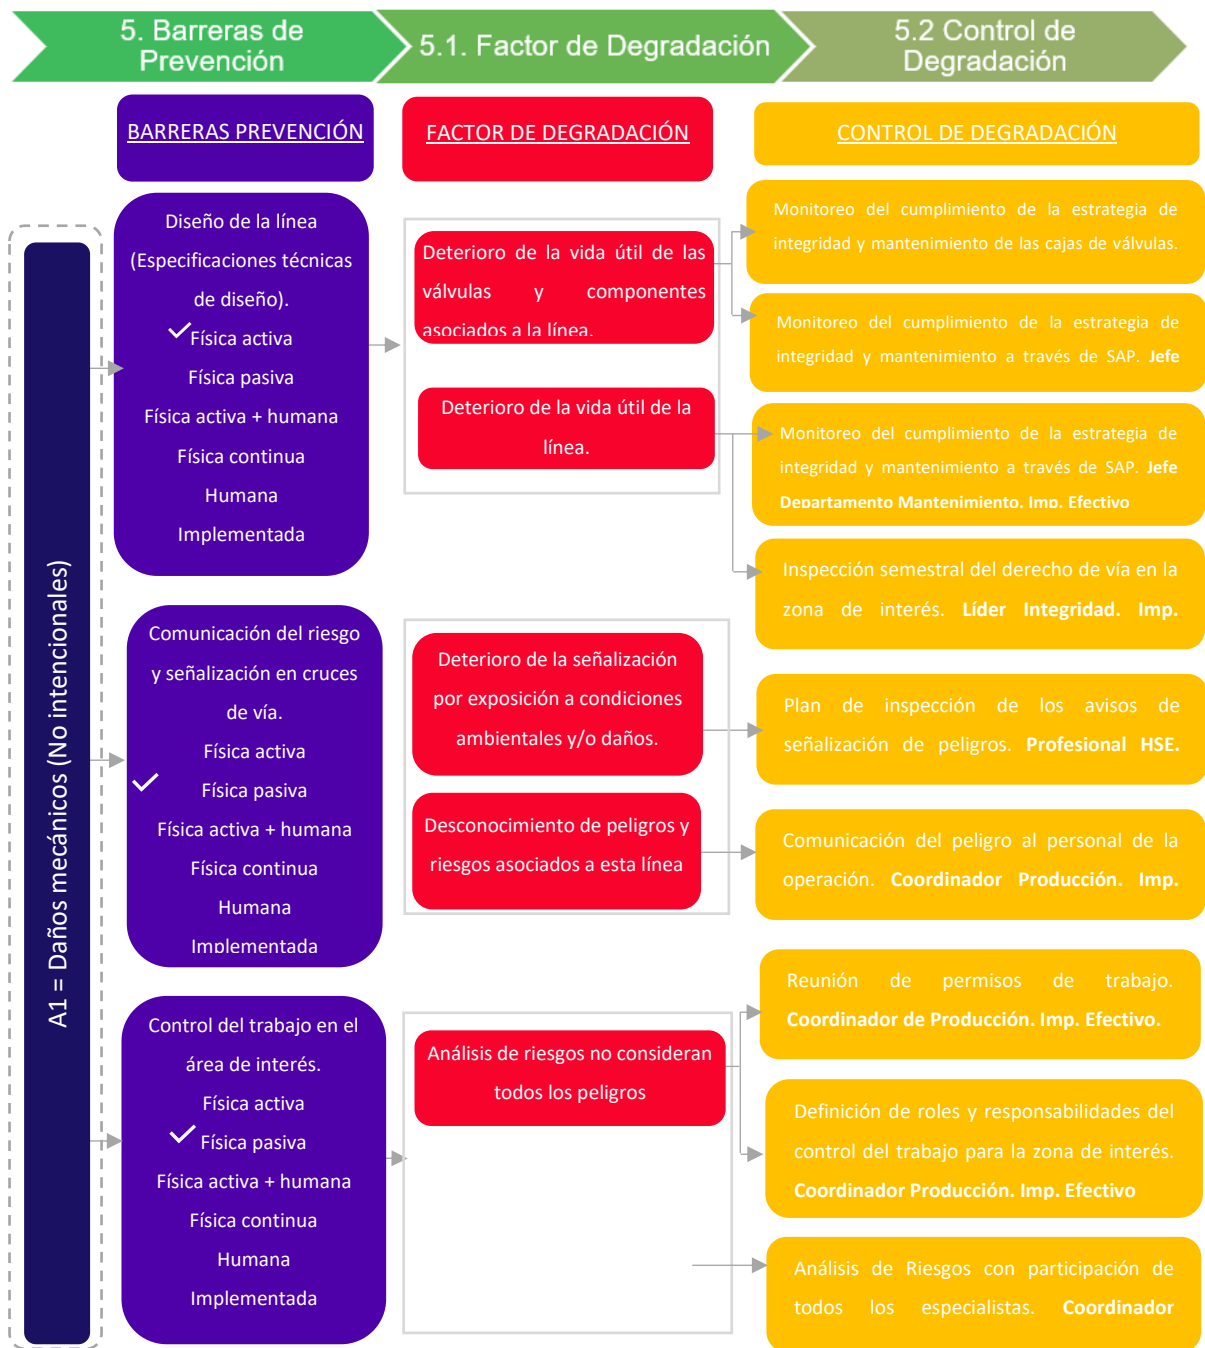 5. Barreras de
Prevención
5.1. Factor de Degradación
5.2 Control de
Degradación
BARRERAS PREVENCIÓN
FACTOR DE DEGRADACIÓN
CONTROL DE DEGRADACIÓN
A1 = Daños mecánicos (No intencionales)
Diseño de la línea
(Especificaciones técnicas
de diseño).
Física activa
Física pasiva
Física activa + humana
Física continua
Humana
Implementada
Deterioro de la vida útil de las
válvulas y componentes
asociados a la línea.
Deterioro de la vida útil de la
línea.
Monitoreo del cumplimiento de la estrategia de
integridad y mantenimiento de las cajas de válvulas.
Monitoreo del cumplimiento de la estrategia de
integridad y mantenimiento a través de SAP. Jefe
Monitoreo del cumplimiento de la estrategia de
integridad y mantenimiento a través de SAP. Jefe
Departamento Mantenimiento. Imp. Efectivo
Inspección semestral del derecho de vía en la
zona de interés. Líder Integridad. Imp.
Comunicación del riesgo
y señalización en cruces
de vía.
Física activa
Física pasiva
Física activa + humana
Física continua
Humana
Implementada
Deterioro de la señalización
por exposición a condiciones
ambientales y/o daños.
Desconocimiento de peligros y
riesgos asociados a esta línea
Plan de inspección de los avisos de
señalización de peligros. Profesional HSE.
Comunicación del peligro al personal de la
operación. Coordinador Producción. Imp.
Control del trabajo en el
área de interés.
Física activa
Física pasiva
Física activa + humana
Física continua
Humana
Implementada
Análisis de riesgos no consideran
todos los peligros
Reunión de permisos de trabajo.
Coordinador de Producción. Imp. Efectivo.
Definición de roles y responsabilidades del
control del trabajo para la zona de interés.
Coordinador Producción. Imp. Efectivo
Análisis de Riesgos con participación de
todos los especialistas. Coordinador